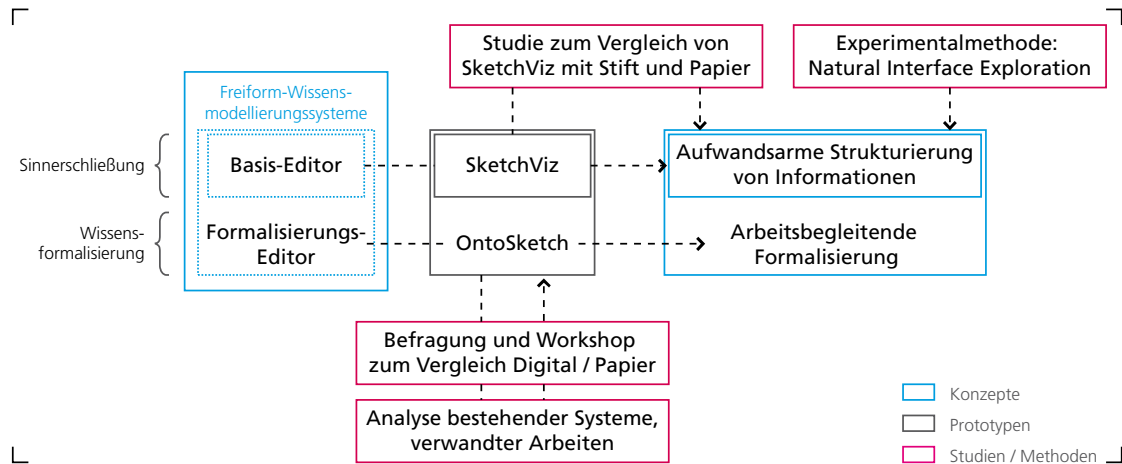 Studie zum Vergleich von
SketchViz mit Stift und Papier
Experimentalmethode:
Natural Interface Exploration
Freiform-Wissens-
modellierungssysteme
Sinnerschließung
Basis-Editor
SketchViz
Aufwandsarme Strukturierung
von Informationen
Wissens-
formalisierung
Formalisierungs-
Editor
OntoSketch
Arbeitsbegleitende
Formalisierung
Befragung und Workshop
zum Vergleich Digital / Papier
Analyse bestehender Systeme,
verwandter Arbeiten
Konzepte
Prototypen
Studien / Methoden